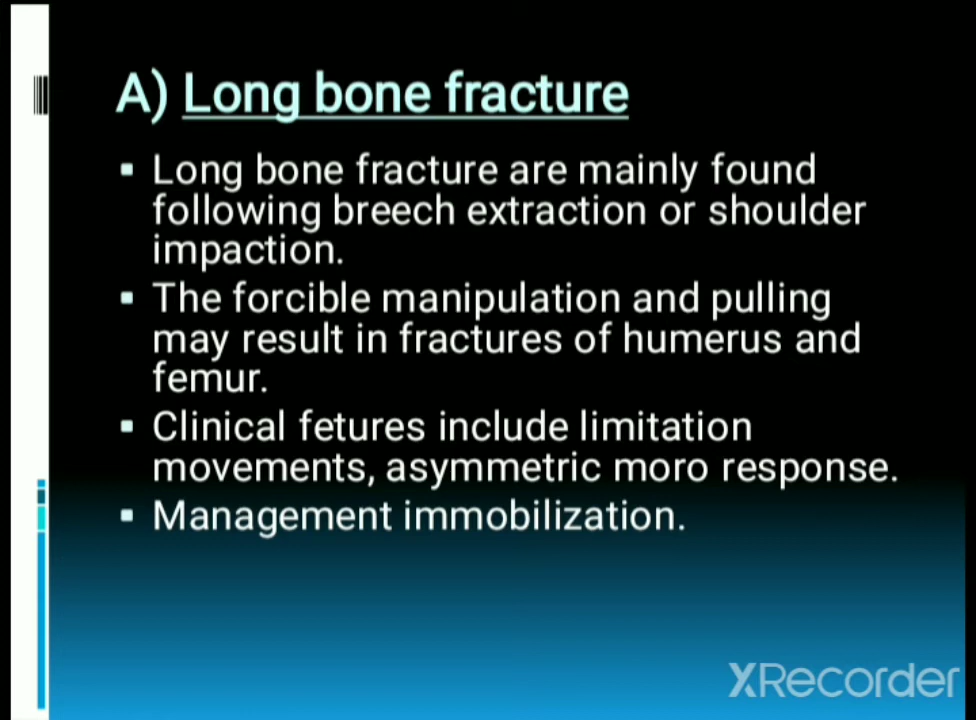 A) Long bone fracture
▪ Long bone fracture are mainly found
following breech extraction or shoulder
impaction.
▪ The forcible manipulation and pulling
may result in fractures of humerus and
femur.
▪ Clinical fetures include limitation
movements, asymmetric moro response.
▪ Management immobilization.
XRecorder